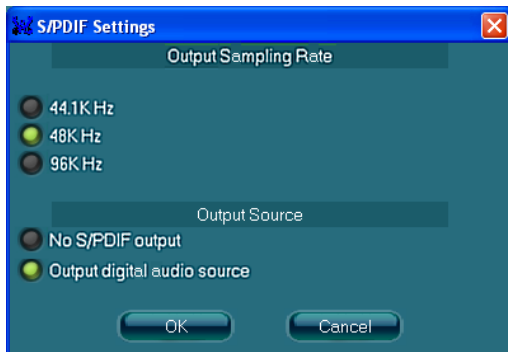 S/PDIF Settings
Output Sampling Rate
44.1K Hz
48K Hz
96K Hz
Output Source
No S/PDIF output
Output digital audio source
OK Cancel